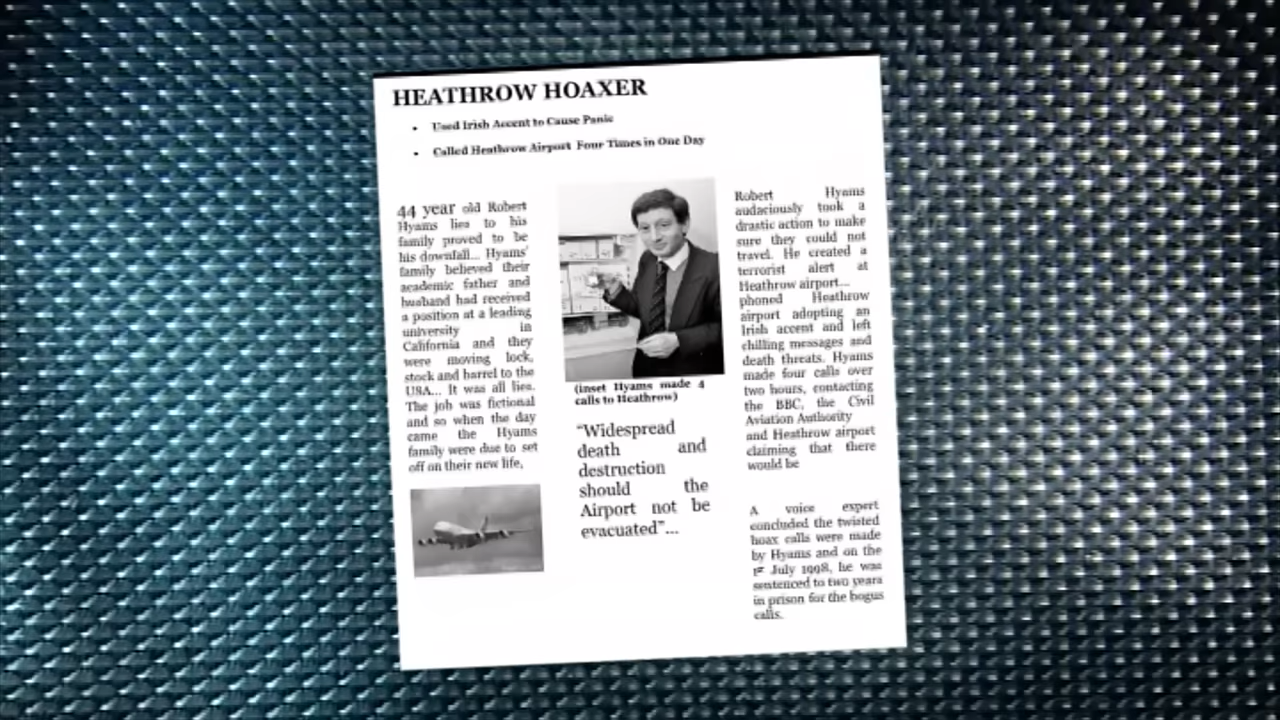 HEATHROW HOAXER
• Used Irish Accent to Cause Panic
• Called Heathrow Airport Four Times in One Day
44 year old Robert
Hyams lies to his
family proved to be
his downfall... Hyams'
family believed their
academic father and
husband had received
a position at a leading
university in
California and they
were moving lock,
stock and barrel to the
USA... It was all lies.
The job was fictional
and so when the day
came the Hyams
family were due to set
off on their new life,
(inset Hyams made 4
calls to Heathrow)
“Widespread
death and
destruction
should the
Airport not be
evacuated”...
Robert Hyams
audaciously took a
drastic action to make
sure they could not
travel. He created a
terrorist alert at
Heathrow airport...
phoned Heathrow
airport adopting an
Irish accent and left
chilling messages and
death threats. Hyams
made four calls over
two hours, contacting
the BBC, the Civil
Aviation Authority
and Heathrow airport
claiming that there
would be
A voice expert
concluded the twisted
hoax calls were made
by Hyams and on the
1st July 1998, he was
sentenced to two years
in prison for the bogus
calls.